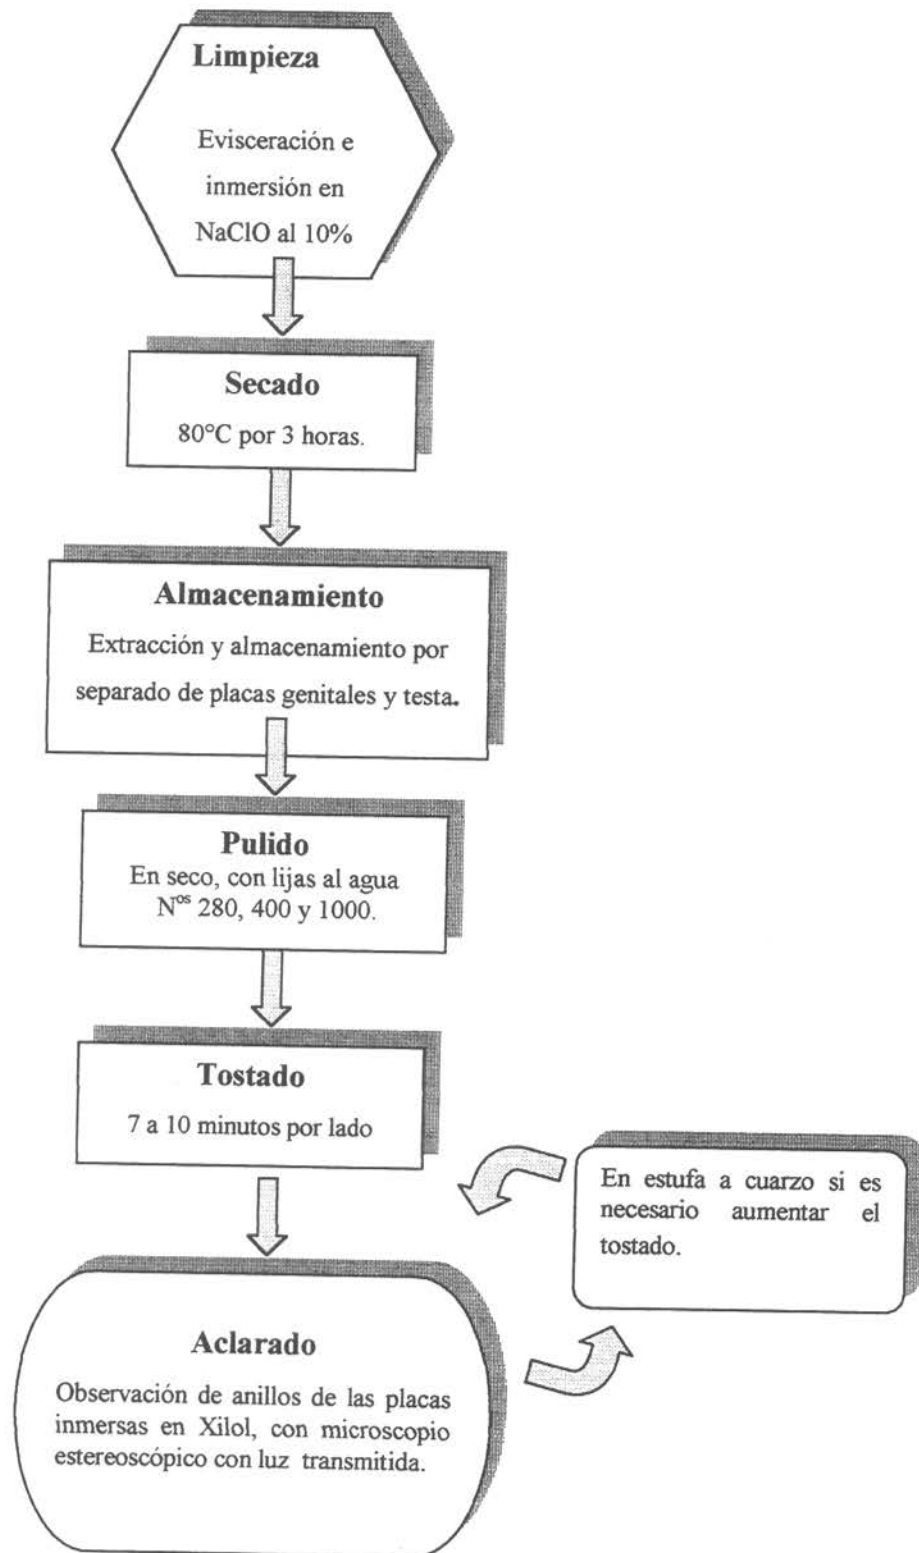 Limpieza
Evisceración e
inmersión en
NaClO al 10%
Secado
80°C por 3 horas.
Almacenamiento
Extracción y almacenamiento por
separado de placas genitales y testa.
Pulido
En seco, con lijas al agua
Nos 280, 400 y 1000.
Tostado
7 a 10 minutos por lado
En estufa a cuarzo si es
necesario aumentar el
tostado.
Aclarado
Observación de anillos de las placas
inmersas en Xilol, con microscopio
estereoscópico con luz transmitida.